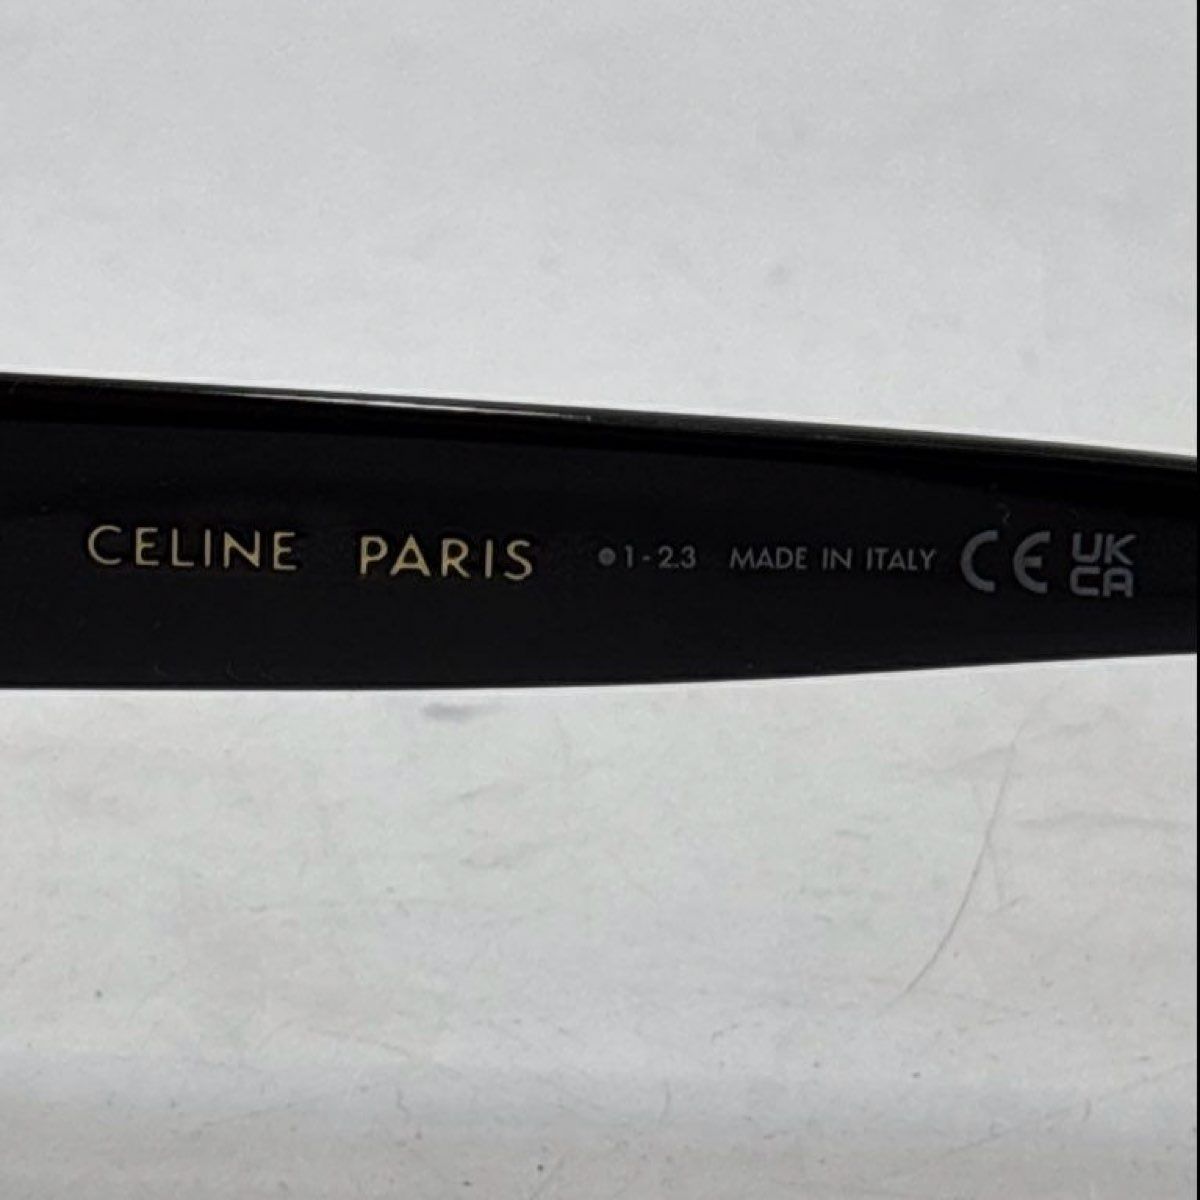 CELINE PARIS ●1-2.3 MADE IN ITALY CE UK
CA